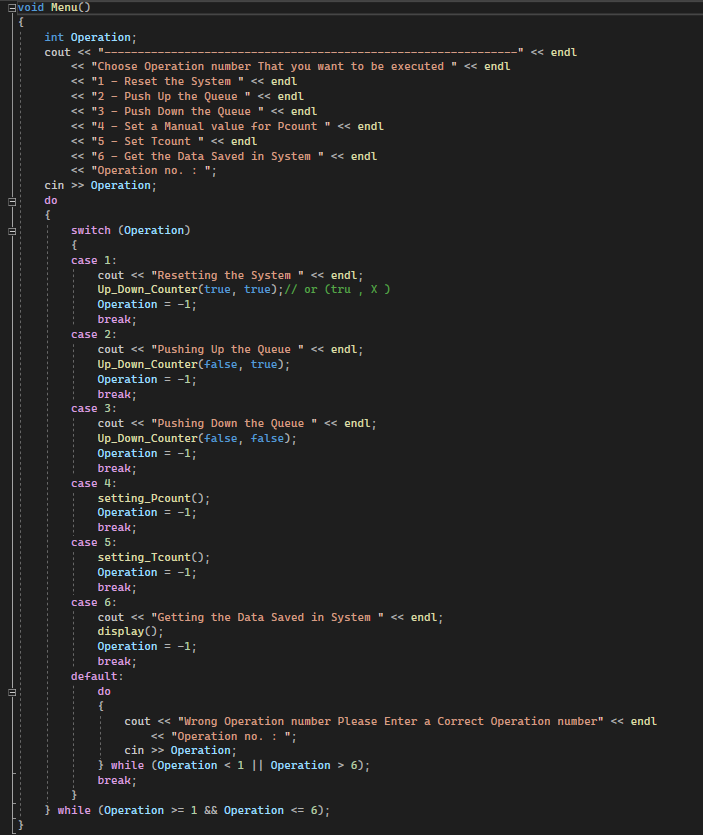 void Menu()
{
    int Operation;
    cout << "--------------------------------------------------------------" << endl
        << "Choose Operation number That you want to be executed " << endl
        << "1 - Reset the System " << endl
        << "2 - Push Up the Queue " << endl
        << "3 - Push Down the Queue " << endl
        << "4 - Set a Manual value for Pcount " << endl
        << "5 - Set Tcount " << endl
        << "6 - Get the Data Saved in System " << endl
        << "Operation no. : ";
    cin >> Operation;
    do
    {
        switch (Operation)
        {
        case 1:
            cout << "Resetting the System " << endl;
            Up_Down_Counter(true, true);// or (tru , X )
            Operation = -1;
            break;
        case 2:
            cout << "Pushing Up the Queue " << endl;
            Up_Down_Counter(false, true);
            Operation = -1;
            break;
        case 3:
            cout << "Pushing Down the Queue " << endl;
            Up_Down_Counter(false, false);
            Operation = -1;
            break;
        case 4:
            setting_Pcount();
            Operation = -1;
            break;
        case 5:
            setting_Tcount();
            Operation = -1;
            break;
        case 6:
            cout << "Getting the Data Saved in System " << endl;
            display();
            Operation = -1;
            break;
        default:
            do
            {
                cout << "Wrong Operation number Please Enter a Correct Operation number" << endl
                    << "Operation no. : ";
                cin >> Operation;
            } while (Operation < 1 || Operation > 6);
            break;
        }
    } while (Operation >= 1 && Operation <= 6);
}